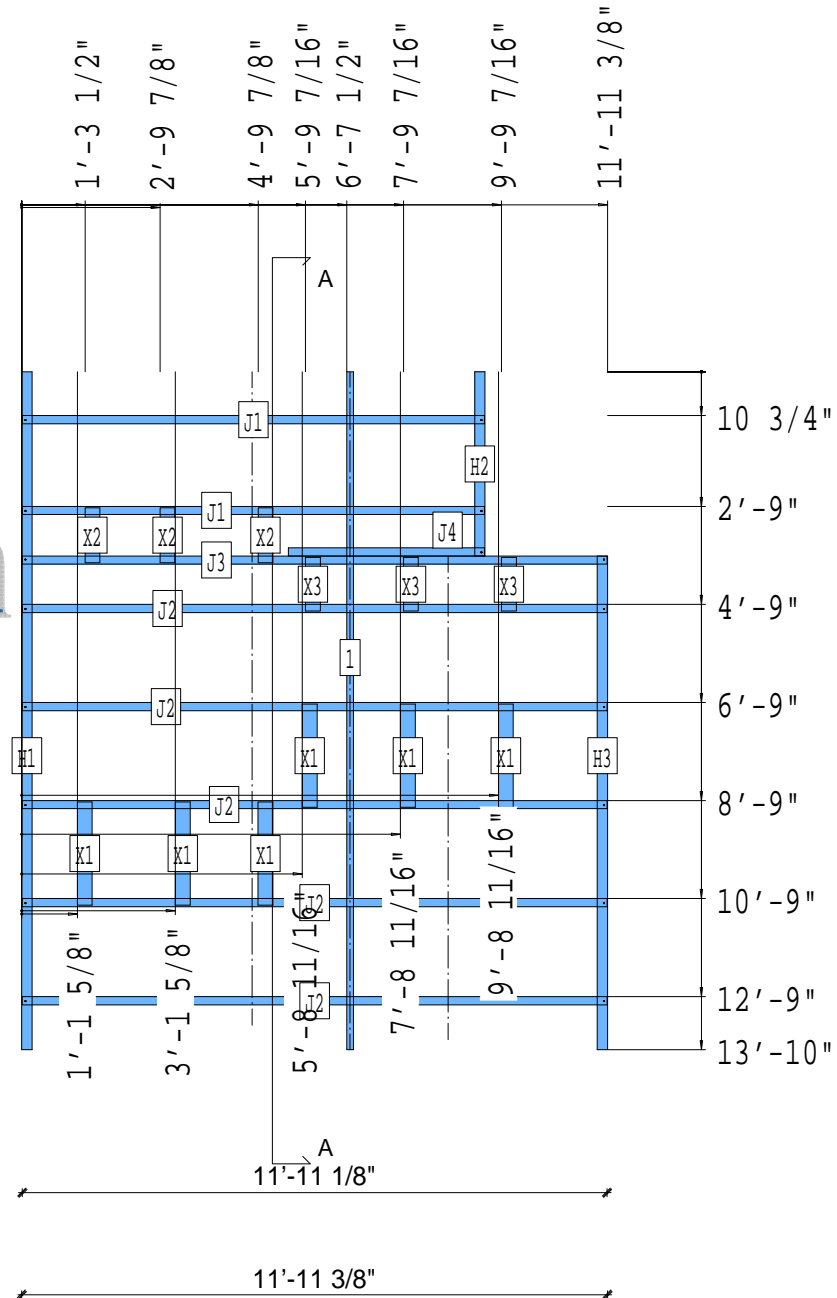 1'-3 1/2"
2'-9 7/8"
4'-9 7/8"
5'-9 7/16"
6'-7 1/2"
7'-9 7/16"
9'-9 7/16"
11'-11 3/8"
A
J1
10 3/4"
H2
J1
2'-9"
J4
X2
X2
X2
J3
X3
X3
X3
J2
4'-9"
1
J2
6'-9"
H1
X1
X1
X1
H3
J2
8'-9"
X1
X1
X1
J2
10'-9"
J2
12'-9"
13'-10"
1'-1 5/8"
3'-1 5/8"
5'-8 11/16"
7'-8 11/16"
9'-8 11/16"
A
11'-11 1/8"
11'-11 3/8"